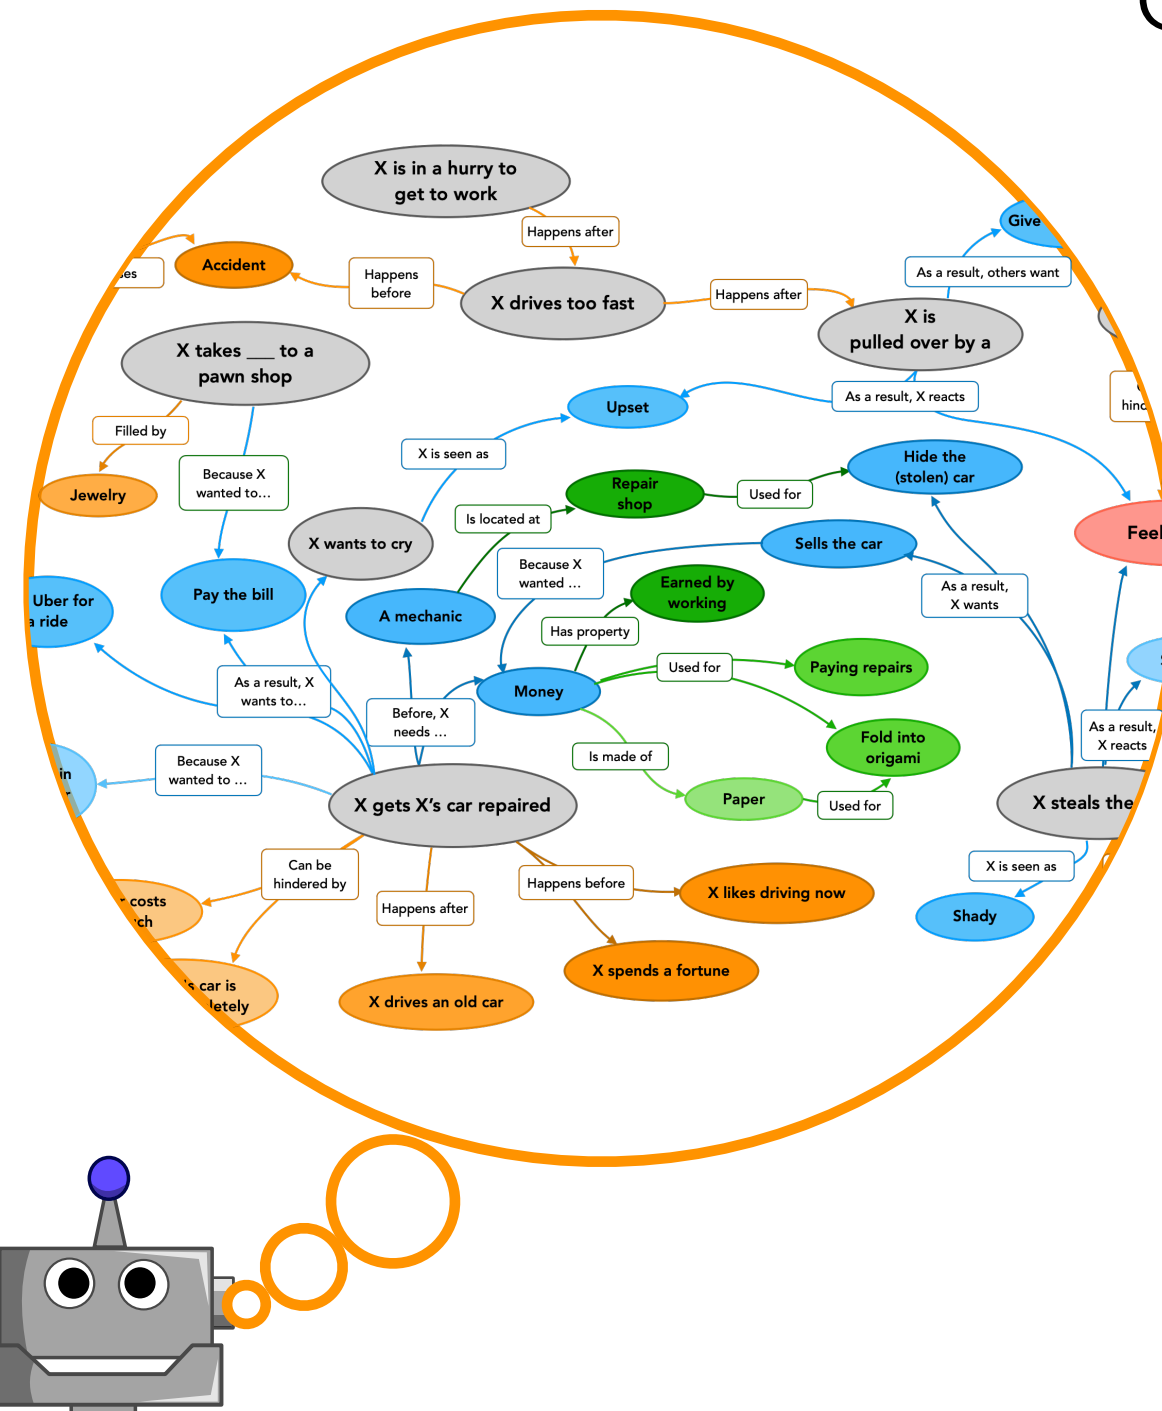 X is in a hurry to
get to work
Happens after
Give
Accident
Happens
before
X drives too fast
Happens after
As a result, others want
X is
pulled over by a
X takes ___ to a
pawn shop
As a result, X reacts
Upset
Filled by
X is seen as
Hide the
(stolen) car
Because X
wanted to...
Jewelry
Repair
shop
Used for
Is located at
X wants to cry
Sells the car
Feel
Because X
wanted ...
Uber for
a ride
Pay the bill
A mechanic
Earned by
working
As a result,
X wants
Has property
As a result, X
wants to...
Before, X
needs ...
Money
Used for
Paying repairs
Fold into
origami
As a result,
X reacts
Is made of
Because X
wanted to ...
in
X gets X's car repaired
Paper
Used for
X steals the
Can be
hindered by
X is seen as
costs
Happens after
Happens before
X likes driving now
Shady
X spends a fortune
car is
X drives an old car